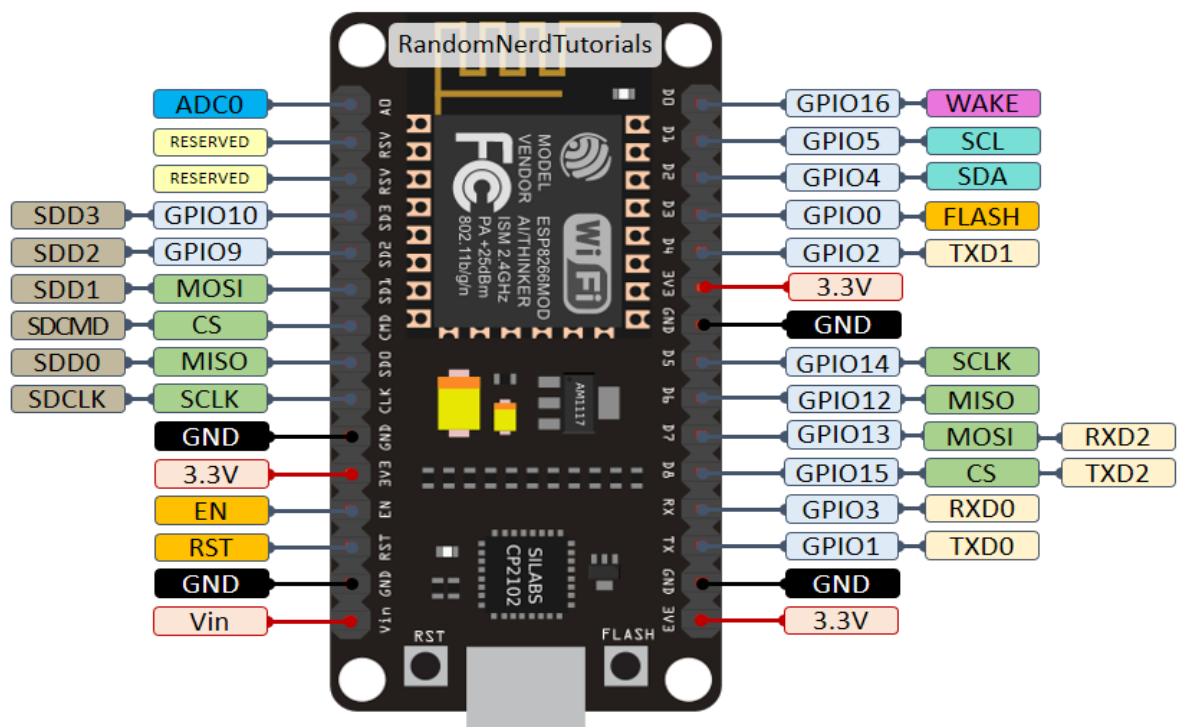 RandomNerdTutorials
ADC0
RESERVED
RESERVED
SDD3 GPIO10
SDD2 GPIO9
SDD1 MOSI
SDCMD CS
SDD0 MISO
SDCLK SCLK
GND
3.3V
EN
RST
GND
Vin
A0
RSV
RSV
SD3
SD2
SD1
CMD
SD0
CLK
GND
3V3
EN
RST
GND
Vin
MODEL
VENDOR
FC
ESP8266MOD
AI/THINKER
ISM 2.4GHz
PA +25dBm
802.11b/g/n
Wi Fi
AM1117
SILABS
CP2102
RST
FLASH
D0
D1
D2
D3
D4
3V3
GND
D5
D6
D7
D8
RX
TX
GND
3V3
GPIO16 WAKE
GPIO5 SCL
GPIO4 SDA
GPIO0 FLASH
GPIO2 TXD1
3.3V
GND
GPIO14 SCLK
GPIO12 MISO
GPIO13 MOSI RXD2
GPIO15 CS TXD2
GPIO3 RXD0
GPIO1 TXD0
GND
3.3V